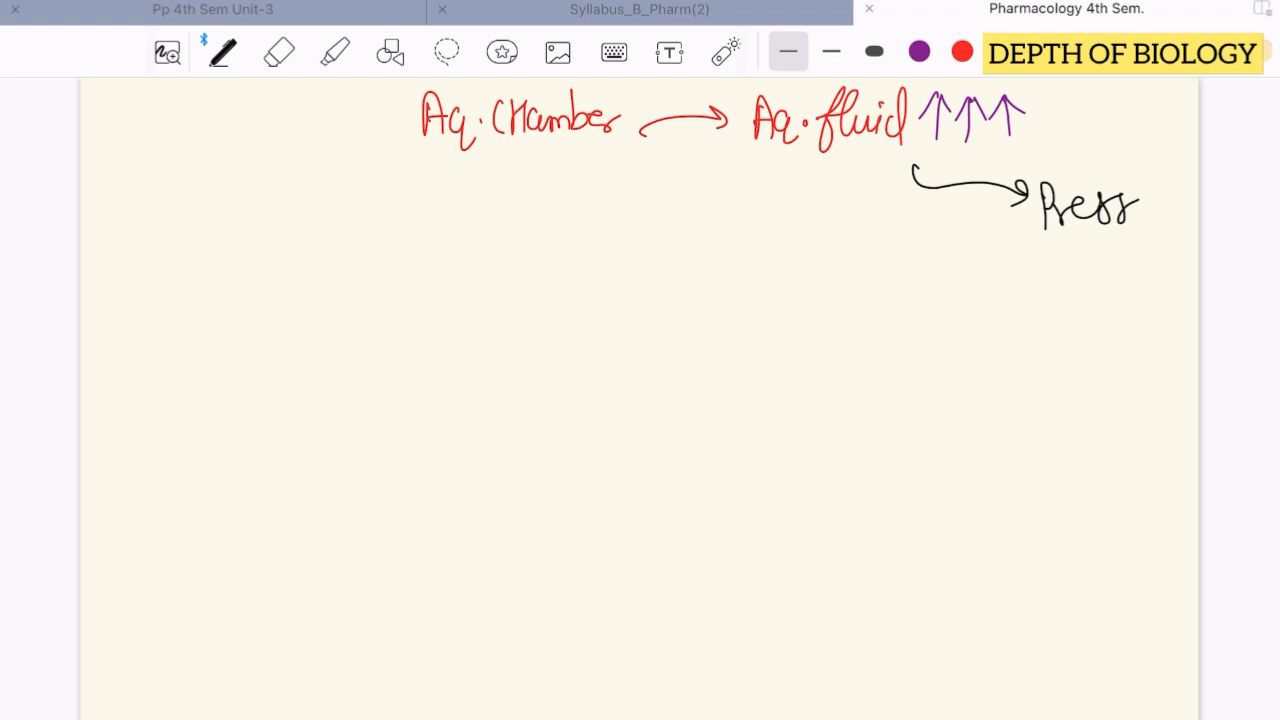 Pp 4th Sem Unit-3
Syllabus_B_Pharm(2)
Pharmacology 4th Sem.
T
DEPTH OF BIOLOGY
Aq. Chamber → Aq. fluid ↑↑↑
→ Press